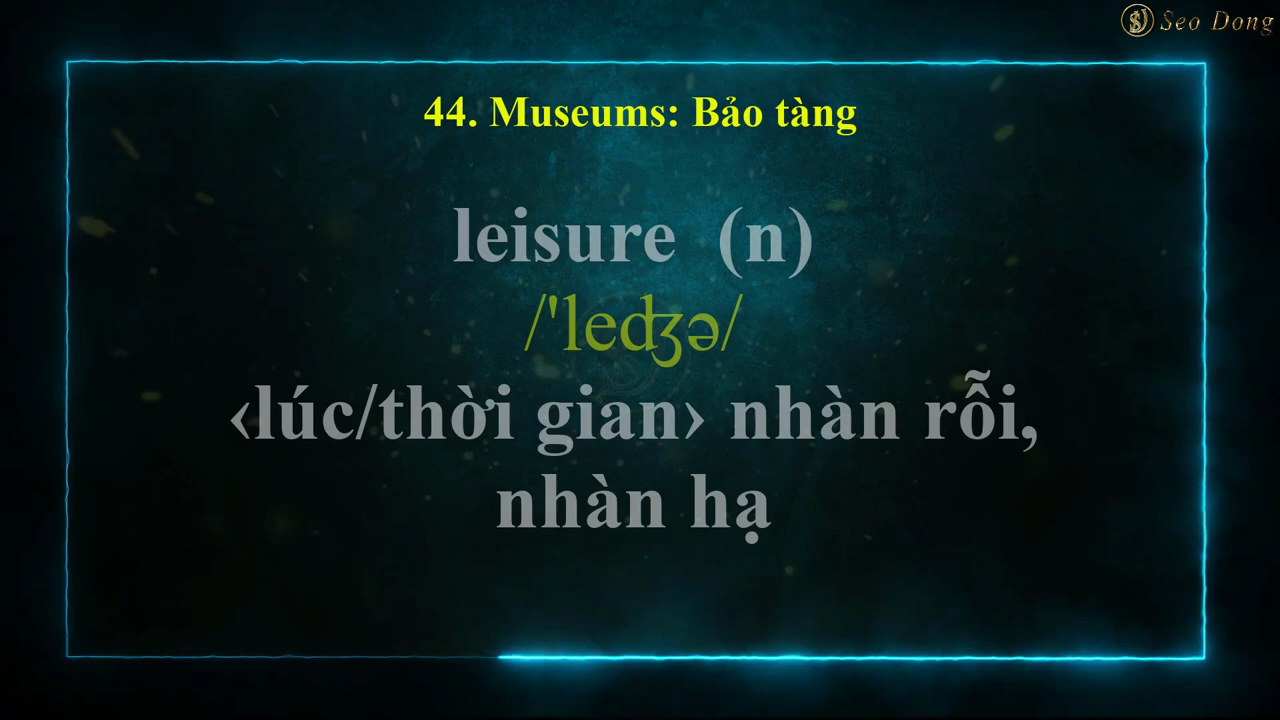 Seo Dong
44. Museums: Bảo tàng
leisure (n)
/'leʤə/
‹lúc/thời gian› nhàn rỗi,
nhàn hạ